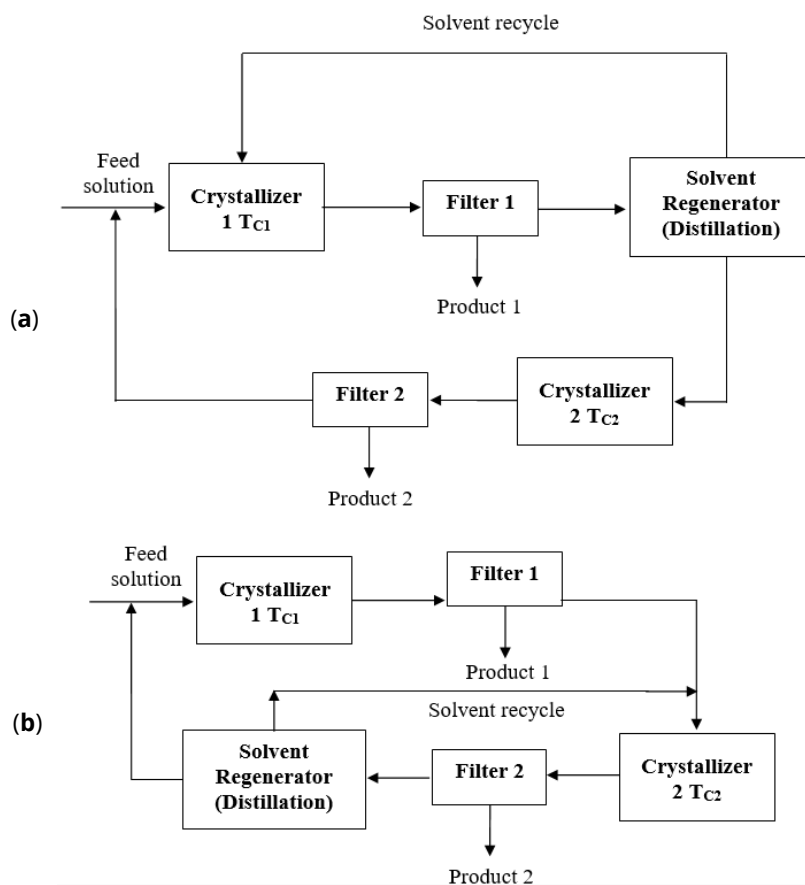 Solvent recycle
Feed
solution
Crystallizer
1 TC1
Filter 1
Solvent
Regenerator
(Distillation)
Product 1
(a)
Filter 2
Crystallizer
2 TC2
Product 2
Feed
solution
Crystallizer
1 TC1
Filter 1
Product 1
Solvent recycle
(b)
Solvent
Regenerator
(Distillation)
Filter 2
Crystallizer
2 TC2
Product 2